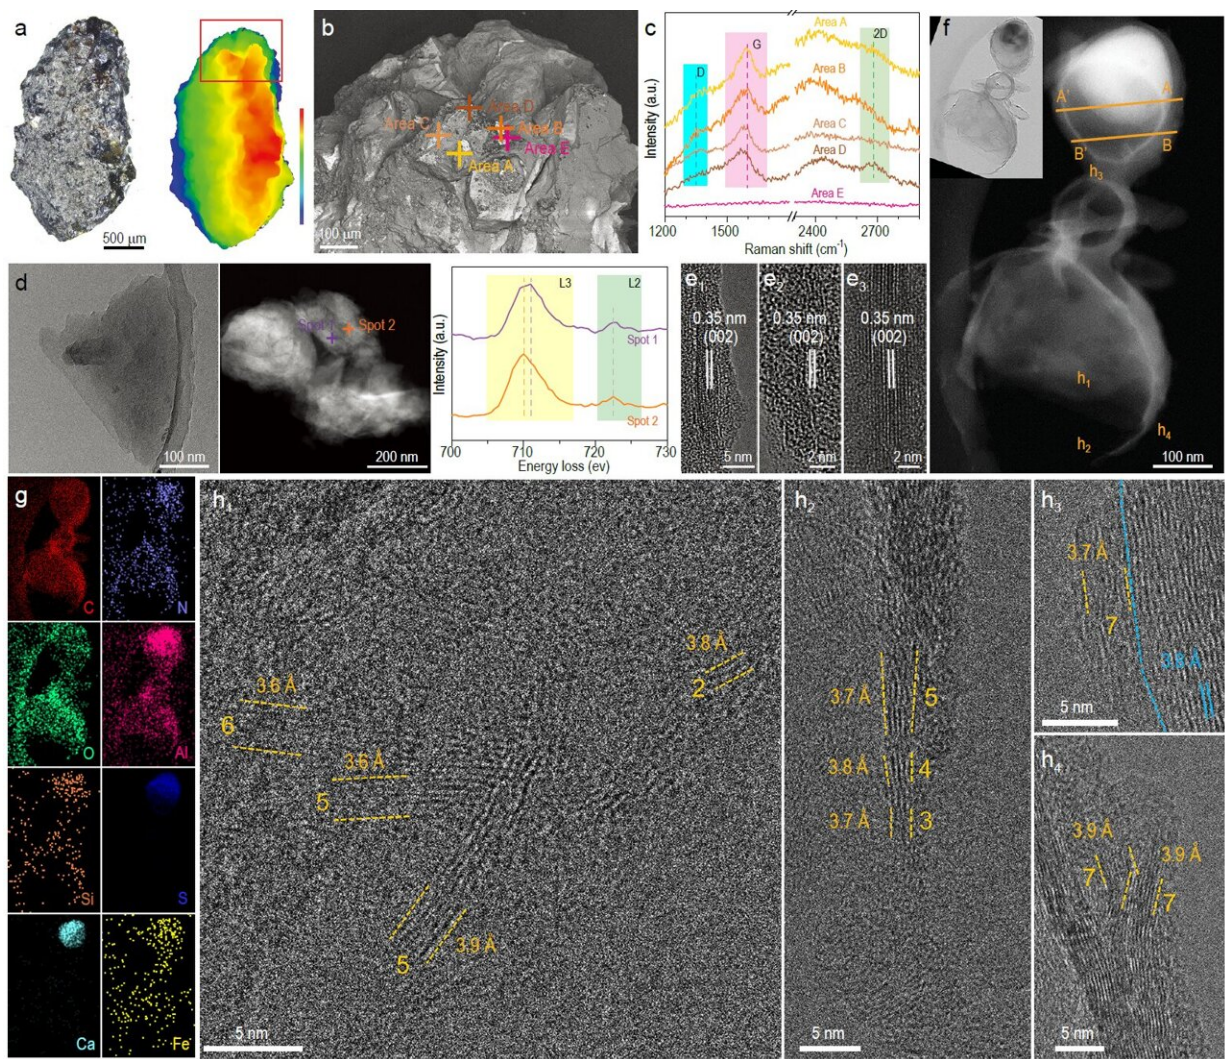 a
500 µm
b
Area D
Area C
Area B
Area E
Area A
100 µm
c
Intensity (a.u.)
D
G
2D
Area A
Area B
Area C
Area D
Area E
1200
1500
2400
2700
Raman shift (cm-1)
d
100 nm
Spot 1
Spot 2
200 nm
Intensity (a.u.)
L3
L2
Spot 1
Spot 2
700
710
720
730
Energy loss (ev)
e1
0.35 nm
(002)
5 nm
e2
0.35 nm
(002)
2 nm
e3
0.35 nm
(002)
2 nm
f
A'
A
B'
B
h3
h1
h2
h4
100 nm
g
C
N
O
Al
Si
S
Ca
Fe
h1
3.8 Å
2
3.6 Å
6
3.6 Å
5
3.9 Å
5
5 nm
h2
3.7 Å
5
3.8 Å
4
3.7 Å
3
5 nm
h3
3.7 Å
7
3.8 Å
5 nm
h4
3.9 Å
7
3.9 Å
7
5 nm